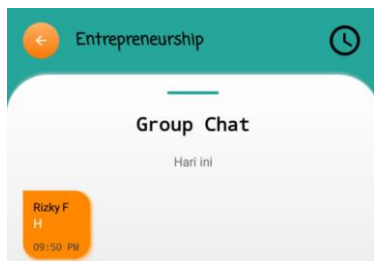 Entrepreneurship
Group Chat
Hari ini
Rizky F
H
09:50 PM